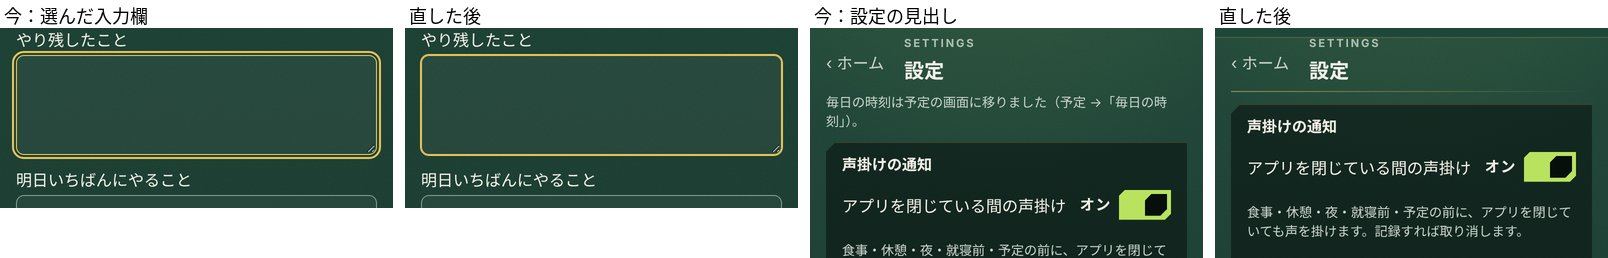 今：選んだ入力欄
やり残したこと
明日いちばんにやること
直した後
やり残したこと
明日いちばんにやること
今：設定の見出し
SETTINGS
‹ ホーム
設定
毎日の時刻は予定の画面に移りました（予定 →「毎日の時
刻」）。
声掛けの通知
アプリを閉じている間の声掛け オン
食事・休憩・夜・就寝前・予定の前に、アプリを閉じて
直した後
SETTINGS
‹ ホーム
設定
声掛けの通知
アプリを閉じている間の声掛け オン
食事・休憩・夜・就寝前・予定の前に、アプリを閉じて
いても声を掛けます。記録すれば取り消します。